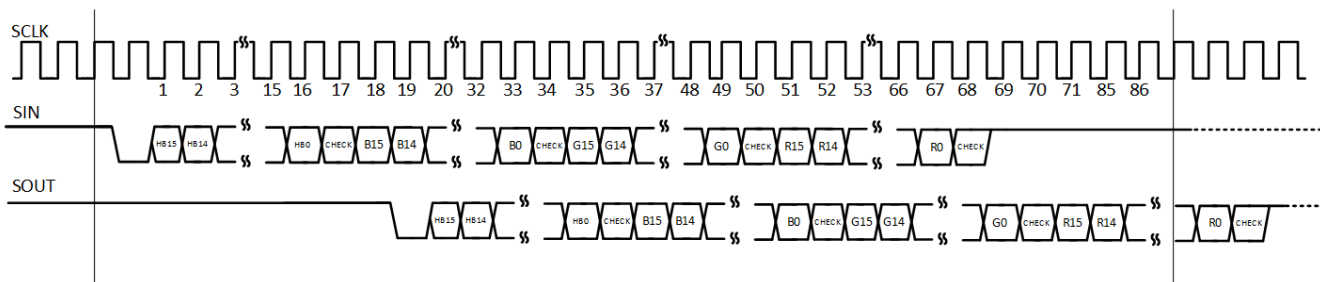 SCLK
1 2 3 15 16 17 18 19 20 32 33 34 35 36 37 48 49 50 51 52 53 66 67 68 69 70 71 85 86
SIN
HB15 HB14 HB0 CHECK B15 B14 B0 CHECK G15 G14 G0 CHECK R15 R14 R0 CHECK
SOUT
HB15 HB14 HB0 CHECK B15 B14 B0 CHECK G15 G14 G0 CHECK R15 R14 R0 CHECK